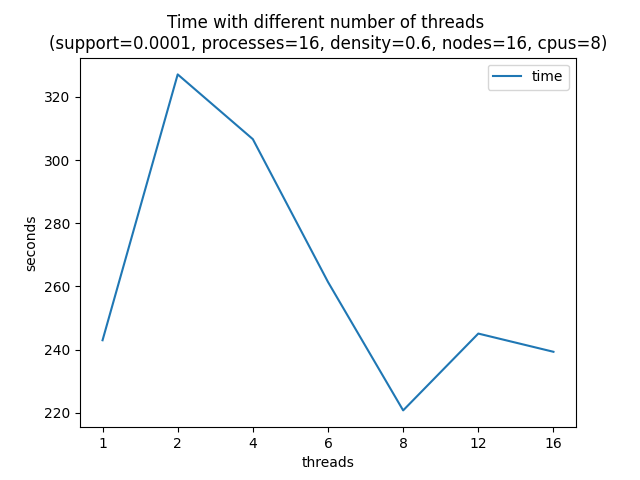 Time with different number of threads
(support=0.0001, processes=16, density=0.6, nodes=16, cpus=8)
time
320
300
280
260
240
220
seconds
1 2 4 6 8 12 16
threads